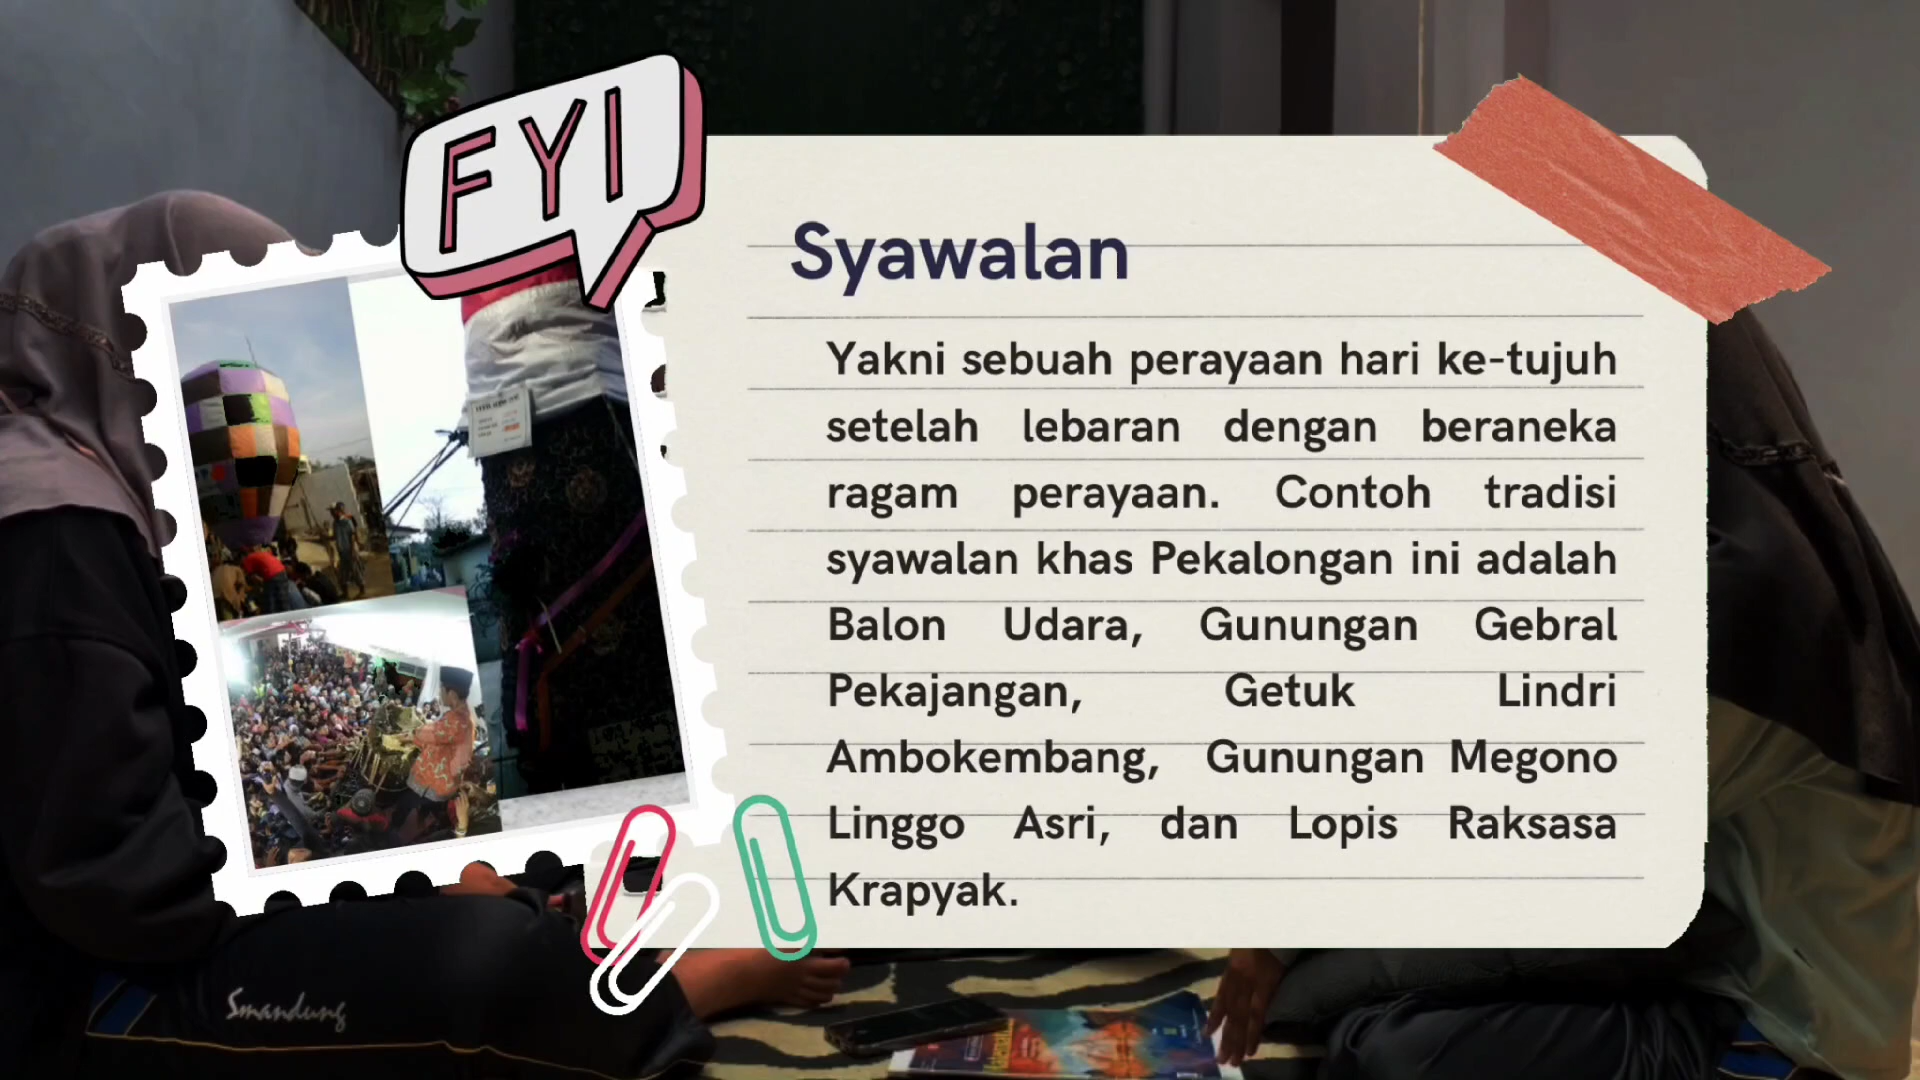 FYI
Syawalan
Yakni sebuah perayaan hari ke-tujuh
setelah lebaran dengan beraneka
ragam perayaan. Contoh tradisi
syawalan khas Pekalongan ini adalah
Balon Udara, Gunungan Gebral
Pekajangan, Getuk Lindri
Ambokembang, Gunungan Megono
Linggo Asri, dan Lopis Raksasa
Krapyak.
Smandung